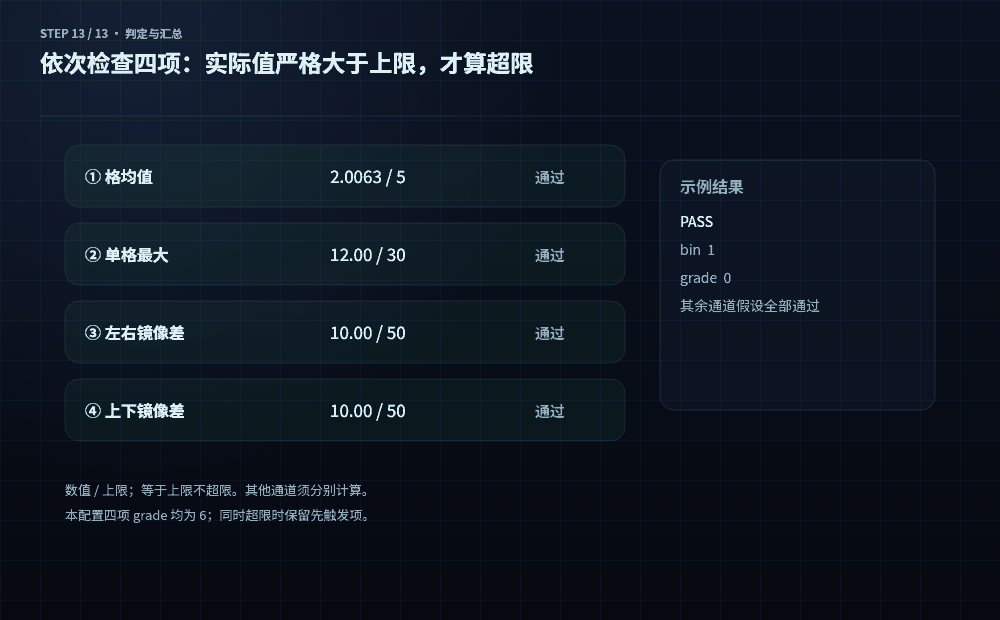 STEP 13 / 13 · 判定与汇总
依次检查四项：实际值严格大于上限，才算超限
① 格均值 2.0063 / 5 通过
② 单格最大 12.00 / 30 通过
③ 左右镜像差 10.00 / 50 通过
④ 上下镜像差 10.00 / 50 通过
示例结果
PASS
bin 1
grade 0
其余通道假设全部通过
数值 / 上限；等于上限不超限。其他通道须分别计算。
本配置四项 grade 均为 6；同时超限时保留先触发项。